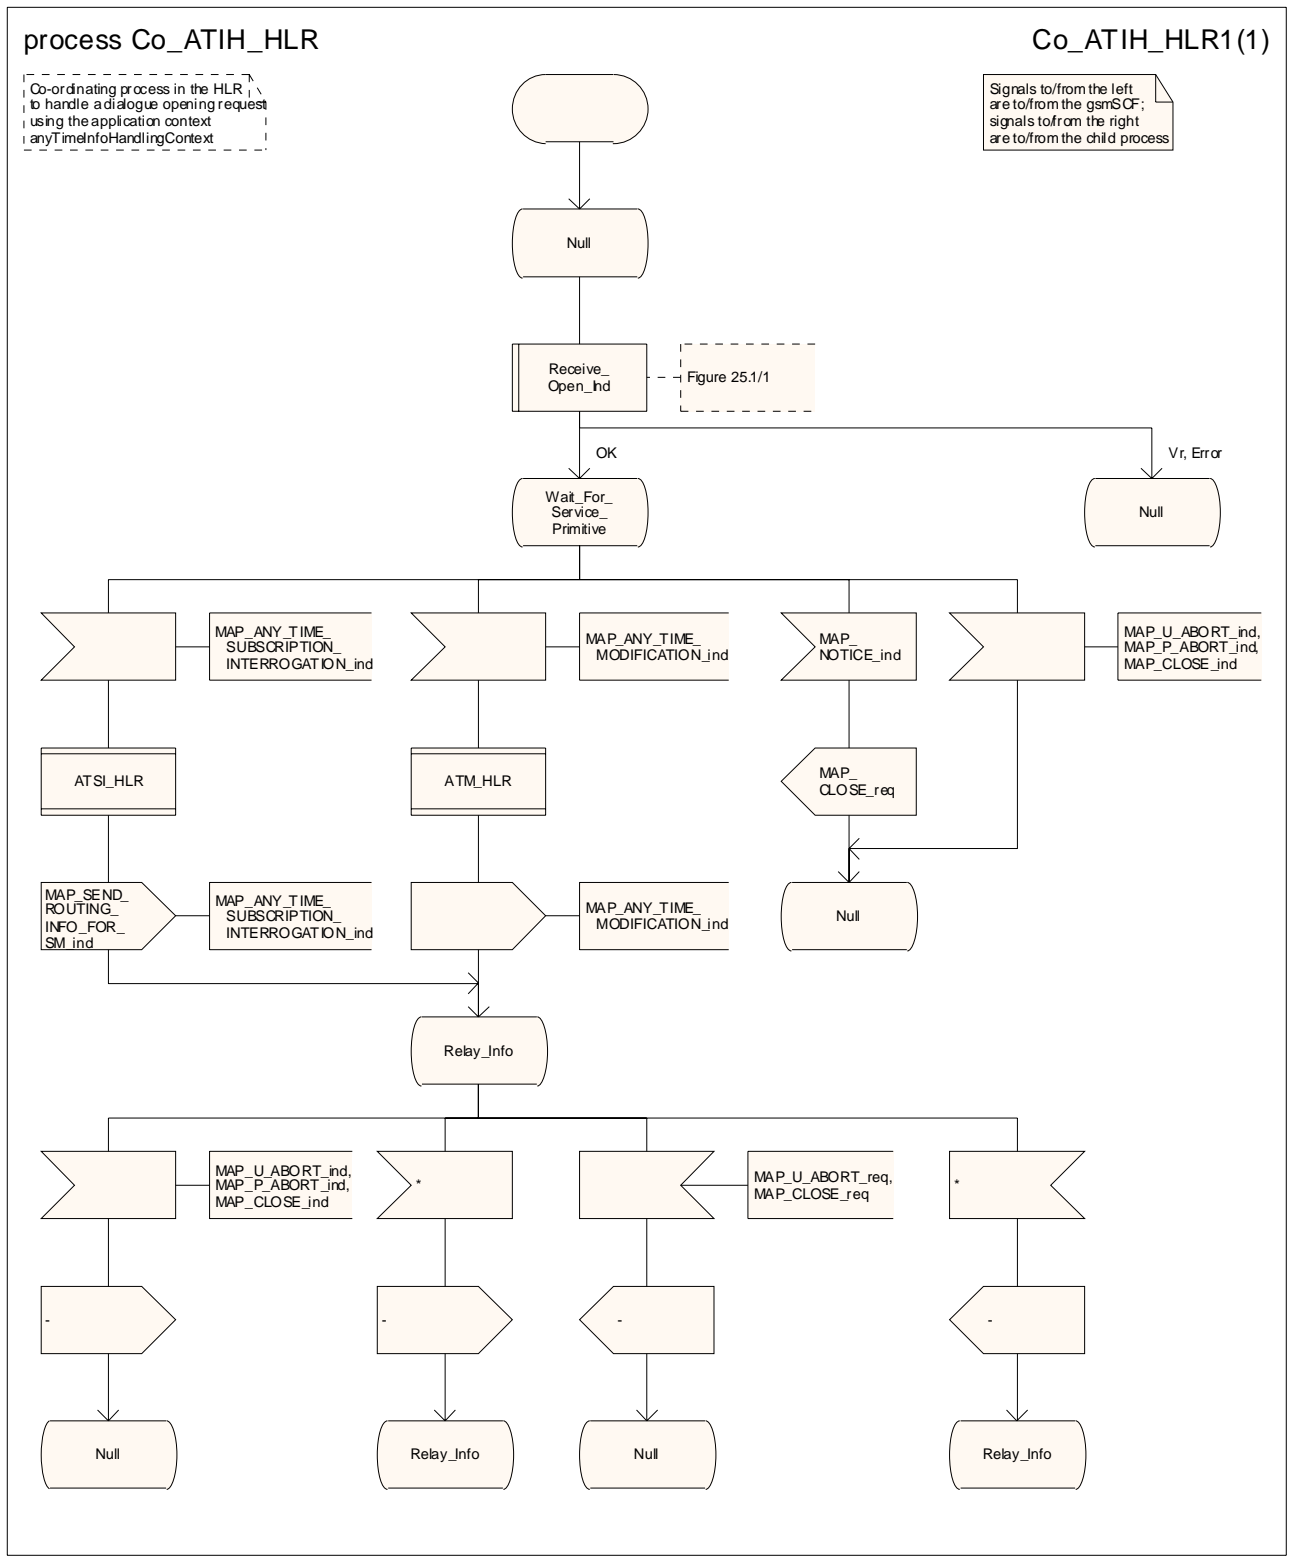 process Co_ATIH_HLR
Co_ATIH_HLR1(1)
Co-ordinating process in the HLR
to handle a dialogue opening request
using the application context
anyTimeInfoHandlingContext
Signals to/from the left
are to/from the gsmSCF;
signals to/from the right
are to/from the child process
Null
Receive_
Open_Ind
Figure 25.1/1
OK
Vr, Error
Wait_For_
Service_
Primitive
Null
MAP_ANY_TIME_
SUBSCRIPTION_
INTERROGATION_ind
MAP_ANY_TIME_
MODIFICATION_ind
MAP_
NOTICE_ind
MAP_U_ABORT_ind,
MAP_P_ABORT_ind,
MAP_CLOSE_ind
ATSI_HLR
ATM_HLR
MAP_
CLOSE_req
MAP_SEND_
ROUTING_
INFO_FOR_
SM_ind
MAP_ANY_TIME_
SUBSCRIPTION_
INTERROGATION_ind
MAP_ANY_TIME_
MODIFICATION_ind
Null
Relay_Info
MAP_U_ABORT_ind,
MAP_P_ABORT_ind,
MAP_CLOSE_ind
*
MAP_U_ABORT_req,
MAP_CLOSE_req
*
-
-
-
-
Null
Relay_Info
Null
Relay_Info